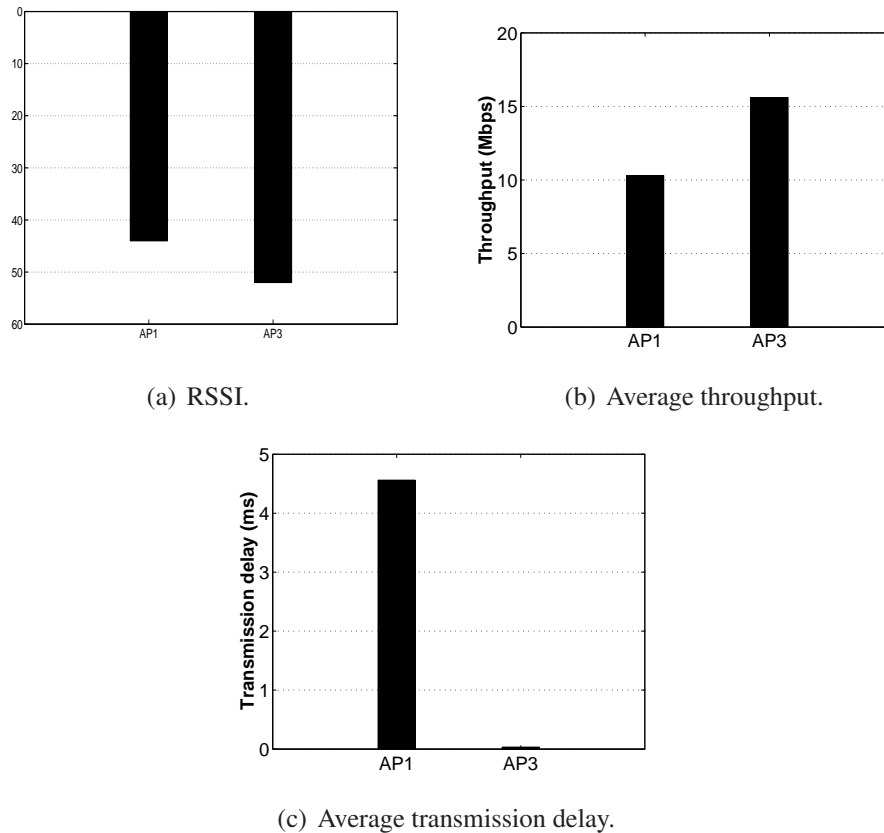 0
10
20
30
40
50
60
AP1 AP3
(a) RSSI.
20
15
10
5
0
Throughput (Mbps)
AP1 AP3
(b) Average throughput.
5
4
3
2
1
0
Transmission delay (ms)
AP1 AP3
(c) Average transmission delay.